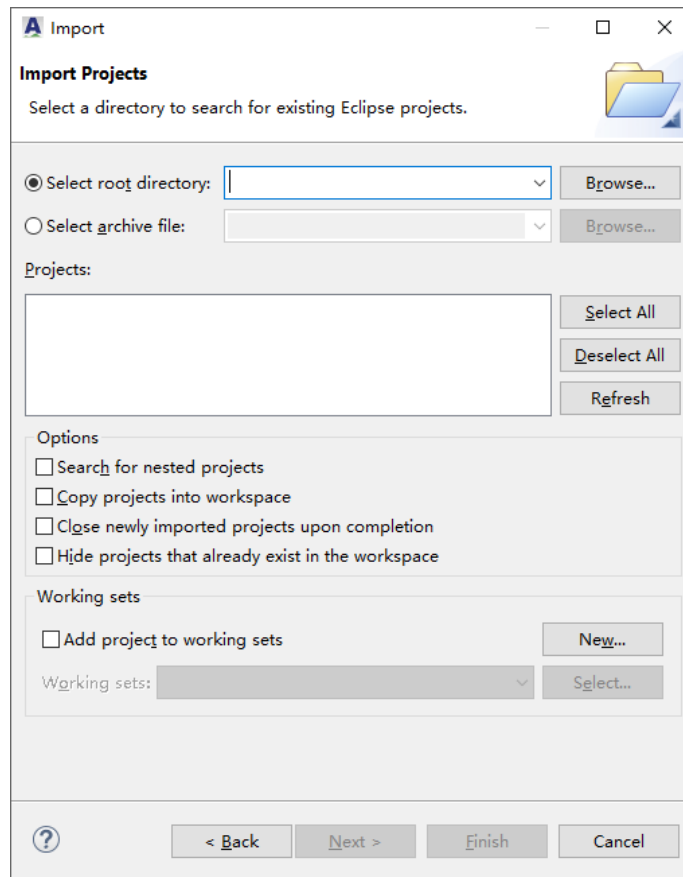 Import
Import Projects
Select a directory to search for existing Eclipse projects.
Select root directory:
Browse...
Select archive file:
Browse...
Projects:
Select All
Deselect All
Refresh
Options
Search for nested projects
Copy projects into workspace
Close newly imported projects upon completion
Hide projects that already exist in the workspace
Working sets
Add project to working sets
New...
Working sets:
Select...
?
< Back
Next >
Finish
Cancel